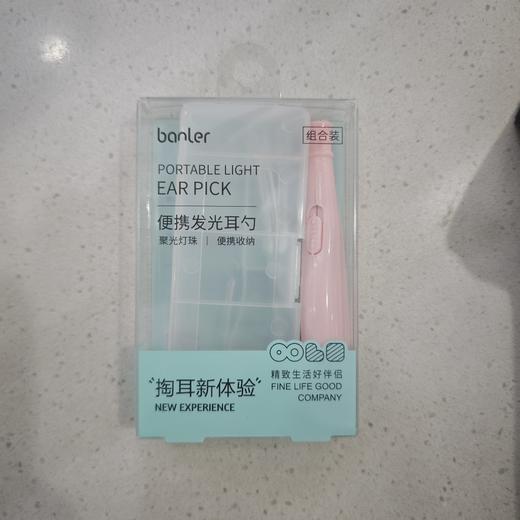 banler
组合装
PORTABLE LIGHT
EAR PICK
便携发光耳勺
聚光灯珠 | 便携收纳
"掏耳新体验"
NEW EXPERIENCE
精致生活好伴侣
FINE LIFE GOOD
COMPANY